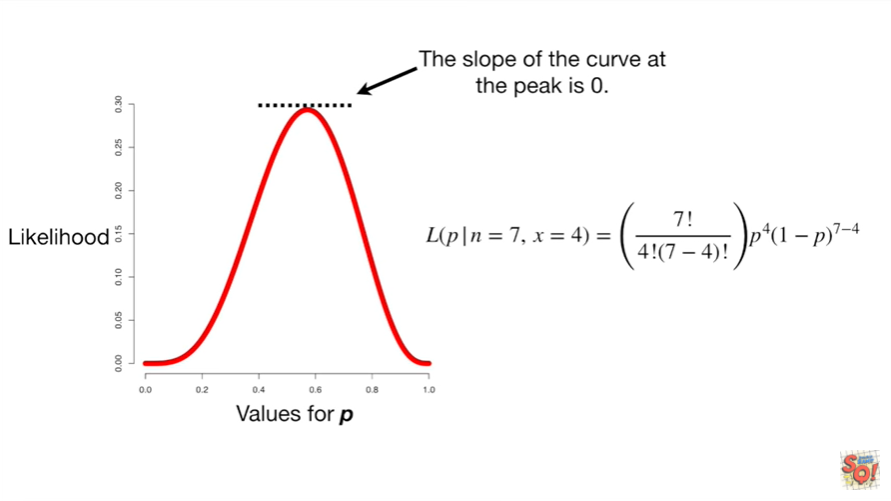 The slope of the curve at
the peak is 0.
0.30
0.25
0.20
Likelihood
0.15
0.10
0.05
0.00
0.0 0.2 0.4 0.6 0.8 1.0
Values for p
L(p|n = 7, x = 4) = (7! / 4!(7 − 4)!) p⁴(1 − p)⁷⁻⁴
SQ!